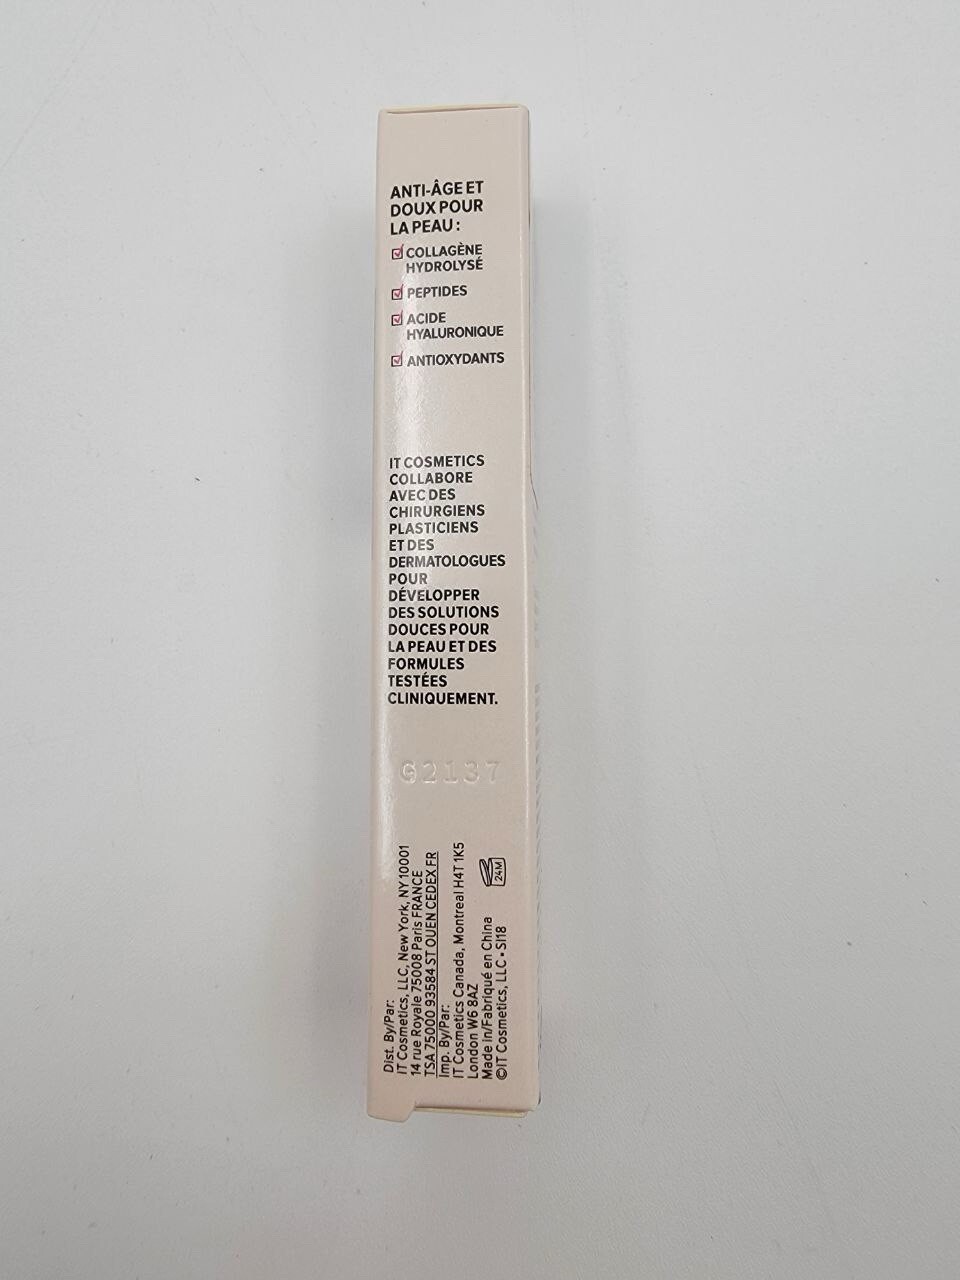 ANTI-ÂGE ET
DOUX POUR
LA PEAU :
COLLAGÈNE
HYDROLYSÉ
PEPTIDES
ACIDE
HYALURONIQUE
ANTIOXYDANTS
IT COSMETICS
COLLABORE
AVEC DES
CHIRURGIENS
PLASTICIENS
ET DES
DERMATOLOGUES
POUR
DÉVELOPPER
DES SOLUTIONS
DOUCES POUR
LA PEAU ET DES
FORMULES
TESTÉES
CLINIQUEMENT.
G2137
Dist. By/Par:
IT Cosmetics, LLC, New York, NY 10001
14 rue Royale 75008 Paris FRANCE
TSA 75000 93584 ST OUEN CEDEX FR
Imp. By/Par:
IT Cosmetics Canada, Montreal H4T 1K5
London W6 8AZ
Made in/Fabriqué en China
©IT Cosmetics, LLC • SI18
24M